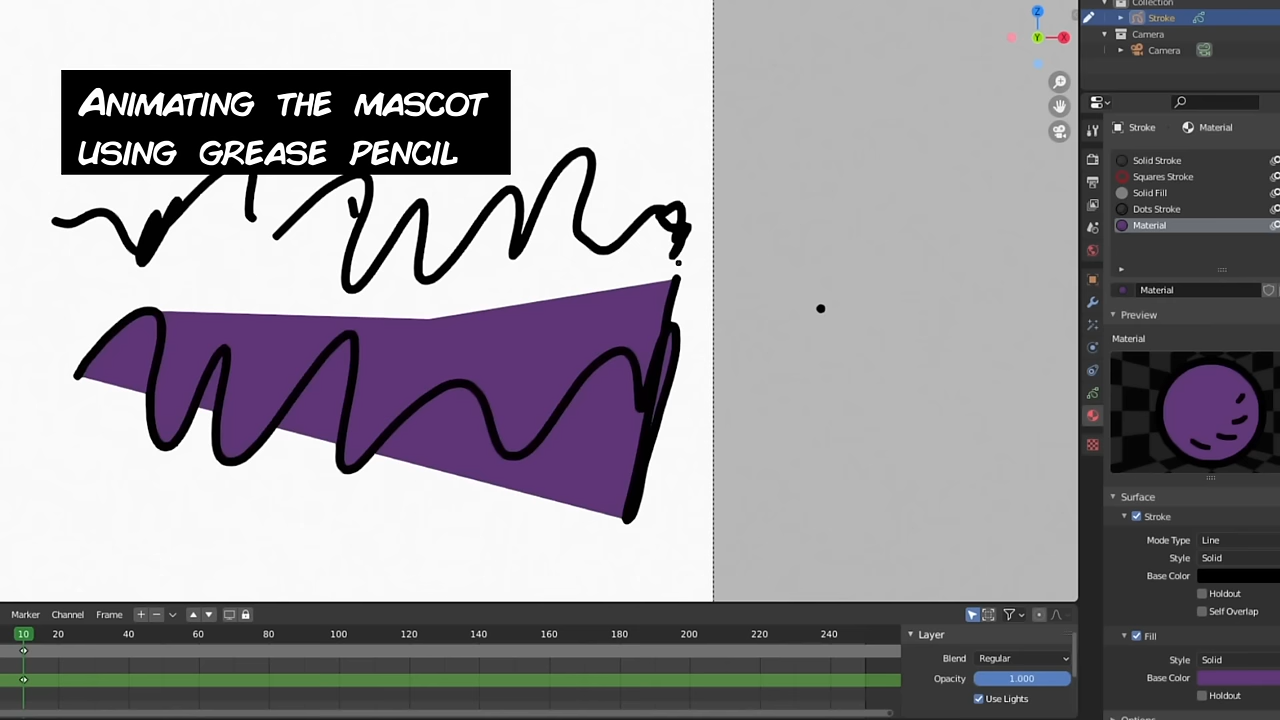 Collection
Stroke
Camera
Camera
ANIMATING THE MASCOT
USING GREASE PENCIL
Stroke Material
Solid Stroke
Squares Stroke
Solid Fill
Dots Stroke
Material
Material
Preview
Material
Surface
Stroke
Mode Type Line
Style Solid
Base Color
Holdout
Self Overlap
Fill
Style Solid
Base Color
Holdout
Marker Channel Frame
10 20 40 60 80 100 120 140 160 180 200 220 240
Layer
Blend Regular
Opacity 1.000
Use Lights
Z
Y X